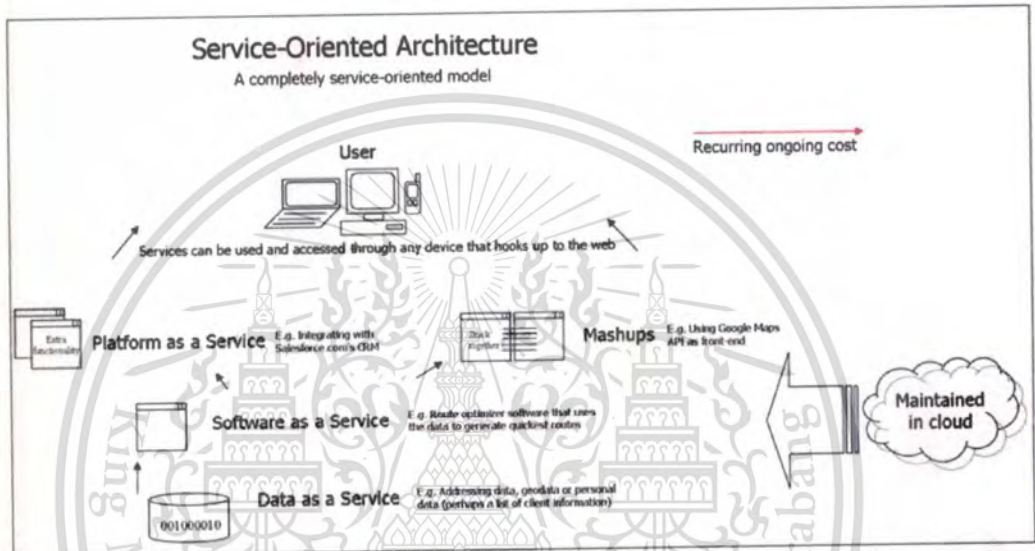 Service-Oriented Architecture
A completely service-oriented model
Recurring ongoing cost
User
Services can be used and accessed through any device that hooks up to the web
Extra
functionality
Platform as a Service
E.g. Integrating with
Salesforce.com's CRM
together
Mashups
E.g. Using Google Maps
API as front-end
Maintained
in cloud
Software as a Service
E.g. Route optimizer software that uses
the data to generate quickest routes
Data as a Service
E.g. Addressing data, geodata or personal
data (perhaps a list of client information)
001000010